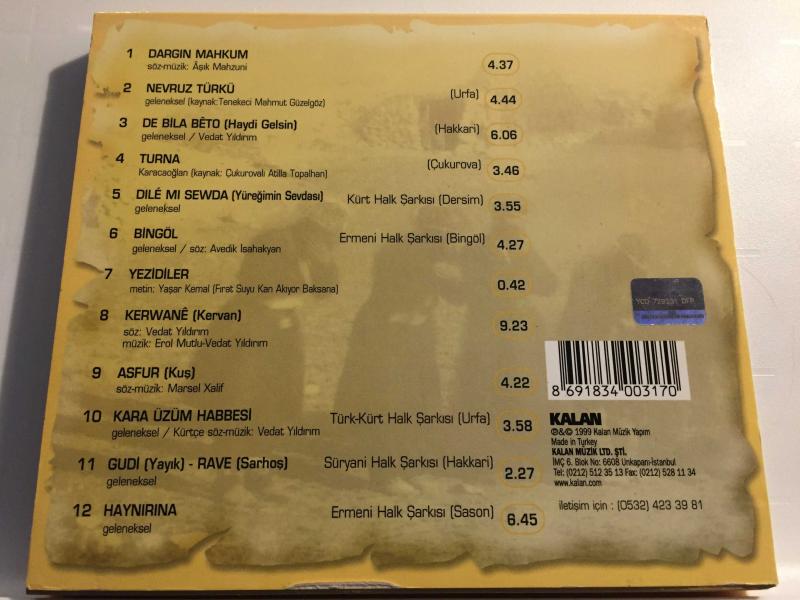 1 DARGIN MAHKUM
söz-müzik: Âşık Mahzuni
4.37
2 NEVRUZ TÜRKÜ (Urfa) 4.44
geleneksel (kaynak:Tenekeci Mahmut Güzelgöz)
3 DE BİLA BÊTO (Haydi Gelsin) (Hakkari) 6.06
geleneksel / Vedat Yıldırım
4 TURNA (Çukurova) 3.46
Karacaoğlan (kaynak: Çukurovalı Atilla Topalhan)
5 DILÉ MI SEWDA (Yüreğimin Sevdası) Kürt Halk Şarkısı (Dersim) 3.55
geleneksel
6 BİNGÖL Ermeni Halk Şarkısı (Bingöl) 4.27
geleneksel / söz: Avedik İsahakyan
7 YEZİDİLER 0.42
metin: Yaşar Kemal (Fırat Suyu Kan Akıyor Baksana)
8 KERWANÊ (Kervan) 9.23
söz: Vedat Yıldırım
müzik: Erol Mutlu-Vedat Yıldırım
9 ASFUR (Kuş) 4.22
söz-müzik: Marsel Xalif
10 KARA ÜZÜM HABBESİ Türk-Kürt Halk Şarkısı (Urfa) 3.58
geleneksel / Kürtçe söz-müzik: Vedat Yıldırım
11 GUDİ (Yayık) - RAVE (Sarhoş) Süryani Halk Şarkısı (Hakkari) 2.27
geleneksel
12 HAYNIRINA Ermeni Halk Şarkısı (Sason) 6.45
geleneksel
8 691834 003170
KALAN
℗&© 1999 Kalan Müzik Yapım
Made in Turkey
KALAN MÜZİK LTD. ŞTİ.
İMÇ 6. Blok No: 6608 Unkapanı-İstanbul
Tel: (0212) 512 35 13 Fax: (0212) 528 11 34
www.kalan.com
iletişim için : (0532) 423 39 81